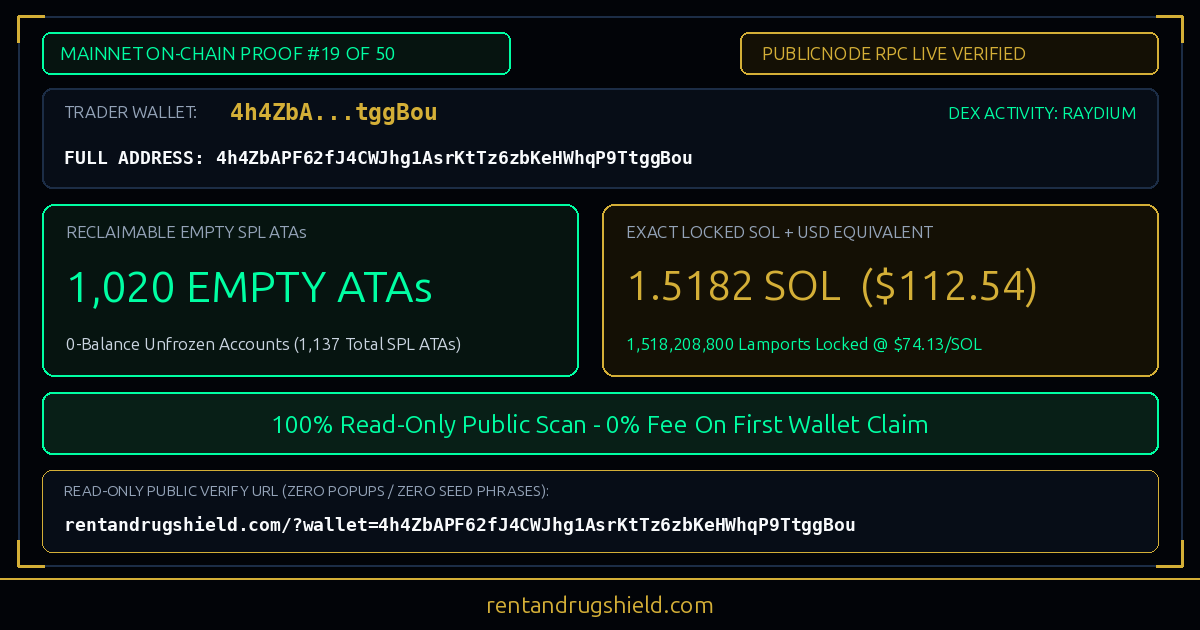 MAINNET ON-CHAIN PROOF #19 OF 50
PUBLICNODE RPC LIVE VERIFIED
TRADER WALLET: 4h4ZbA...tggBou
DEX ACTIVITY: RAYDIUM
FULL ADDRESS: 4h4ZbAPF62fJ4CWJhg1AsrKtTz6zbKeHWhqP9TtggBou
RECLAIMABLE EMPTY SPL ATAs
1,020 EMPTY ATAs
0-Balance Unfrozen Accounts (1,137 Total SPL ATAs)
EXACT LOCKED SOL + USD EQUIVALENT
1.5182 SOL ($112.54)
1,518,208,800 Lamports Locked @ $74.13/SOL
100% Read-Only Public Scan - 0% Fee On First Wallet Claim
READ-ONLY PUBLIC VERIFY URL (ZERO POPUPS / ZERO SEED PHRASES):
rentandrugshield.com/?wallet=4h4ZbAPF62fJ4CWJhg1AsrKtTz6zbKeHWhqP9TtggBou
rentandrugshield.com